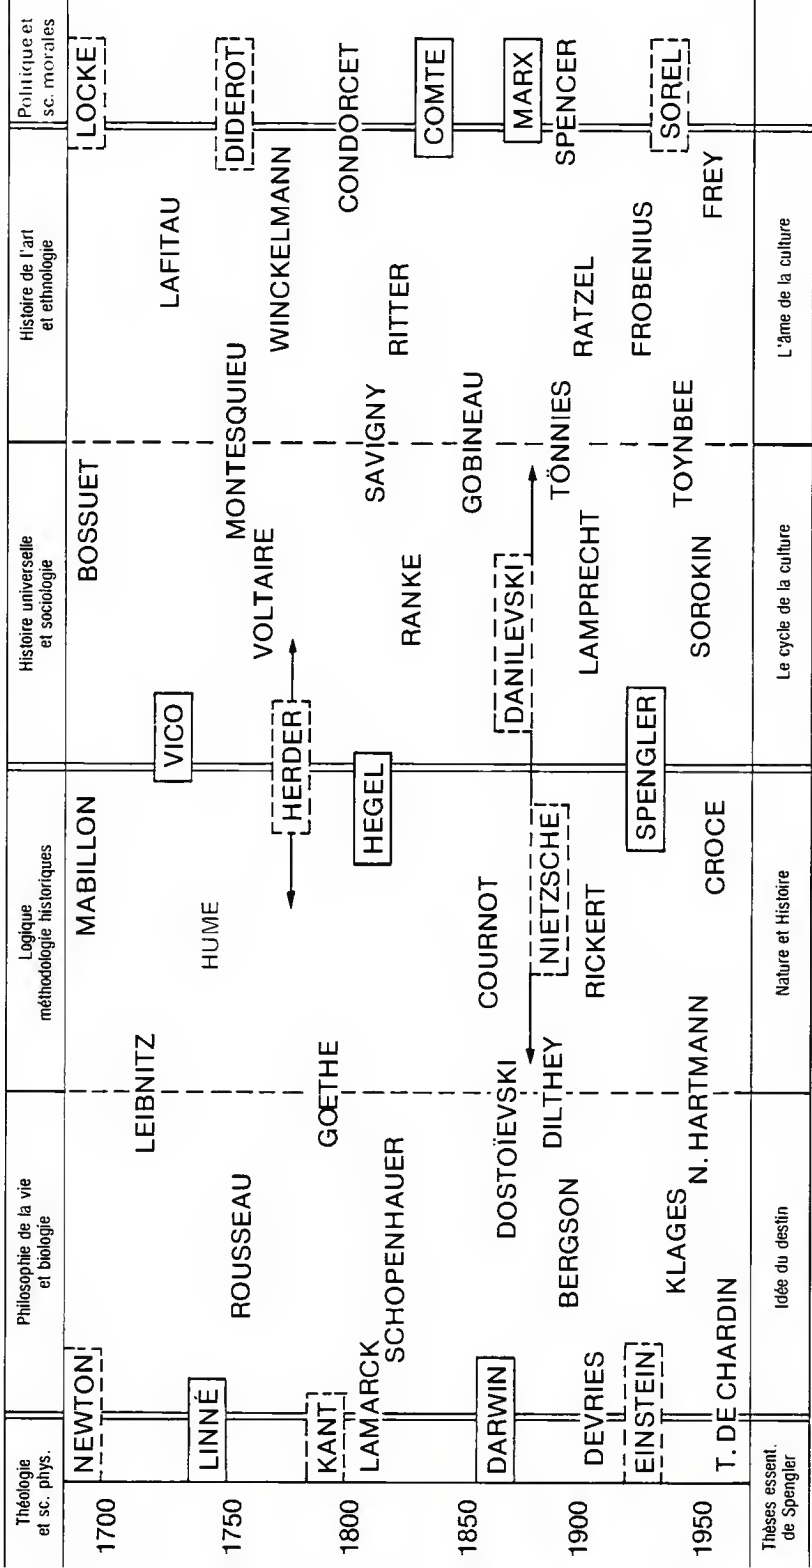 Théologie
et sc. phys.
Philosophie de la vie
et biologie
Logique
méthodologie historiques
Histoire universelle
et sociologie
Histoire de l'art
et ethnologie
Politique et
sc. morales
1700
NEWTON
MABILLON
BOSSUET
LOCKE
LEIBNITZ
VICO
LAFITAU
1750
LINNÉ
ROUSSEAU
HUME
VOLTAIRE
MONTESQUIEU
DIDEROT
HERDER
WINCKELMANN
1800
KANT
GOETHE
CONDORCET
LAMARCK
SCHOPENHAUER
HEGEL
SAVIGNY
RITTER
RANKE
COMTE
1850
DARWIN
DOSTOÏEVSKI
COURNOT
DANILEVSKI
GOBINEAU
MARX
DILTHEY
NIETZSCHE
TÖNNIES
SPENCER
1900
DEVRIES
BERGSON
RICKERT
LAMPRECHT
RATZEL
EINSTEIN
SPENGLER
FROBENIUS
SOREL
KLAGES
TOYNBEE
1950
T. DE CHARDIN
N. HARTMANN
CROCE
SOROKIN
FREY
Thèses essent.
de Spengler
Idée du destin
Nature et Histoire
Le cycle de la culture
L'âme de la culture